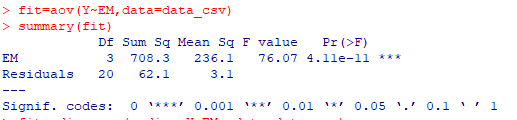 > fit=aov(Y~EM,data=data_csv)
> summary(fit)
Df Sum Sq Mean Sq F value Pr(>F)
EM 3 708.3 236.1 76.07 4.11e-11 ***
Residuals 20 62.1 3.1
---
Signif. codes: 0 ‘***’ 0.001 ‘**’ 0.01 ‘*’ 0.05 ‘.’ 0.1 ‘ ’ 1